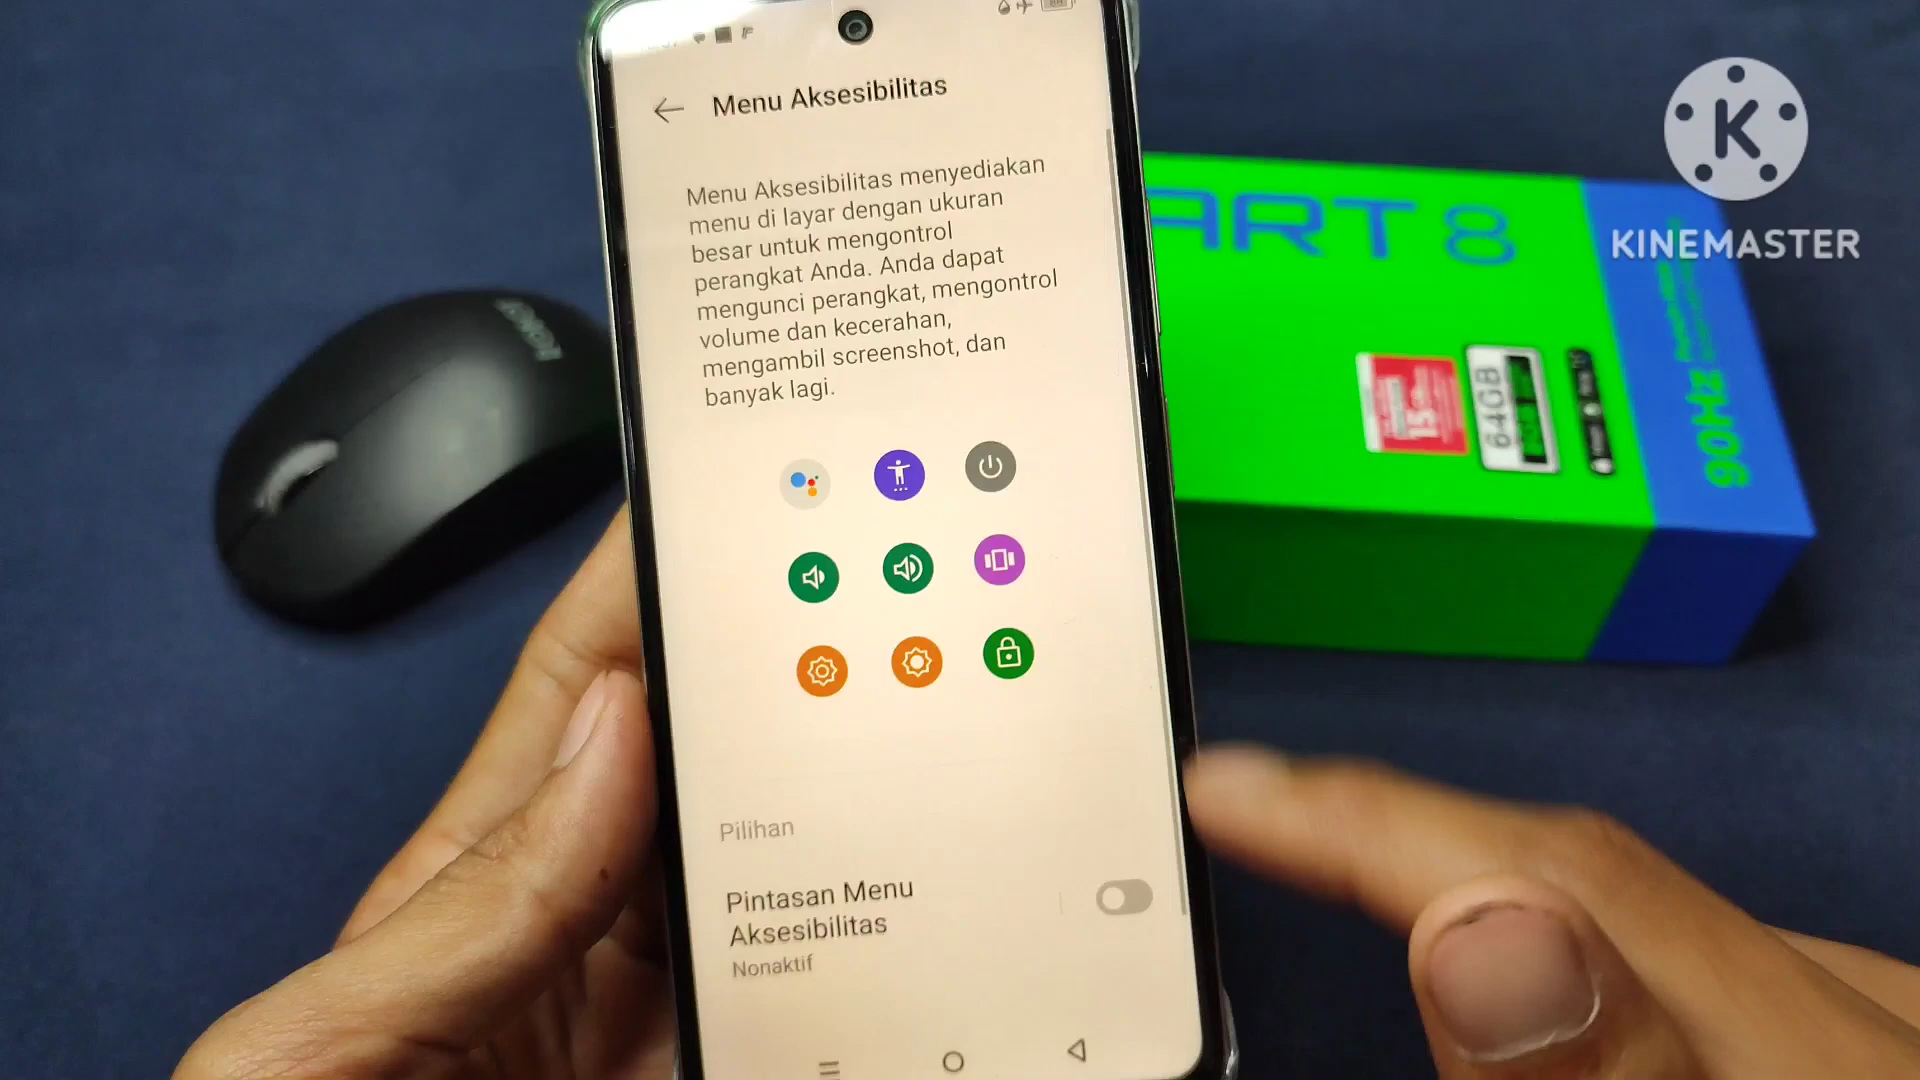 Menu Aksesibilitas
Menu Aksesibilitas menyediakan
menu di layar dengan ukuran
besar untuk mengontrol
perangkat Anda. Anda dapat
mengunci perangkat, mengontrol
volume dan kecerahan,
mengambil screenshot, dan
banyak lagi.
Pilihan
Pintasan Menu
Aksesibilitas
Nonaktif
ART 8
64GB
90Hz
K
KINEMASTER